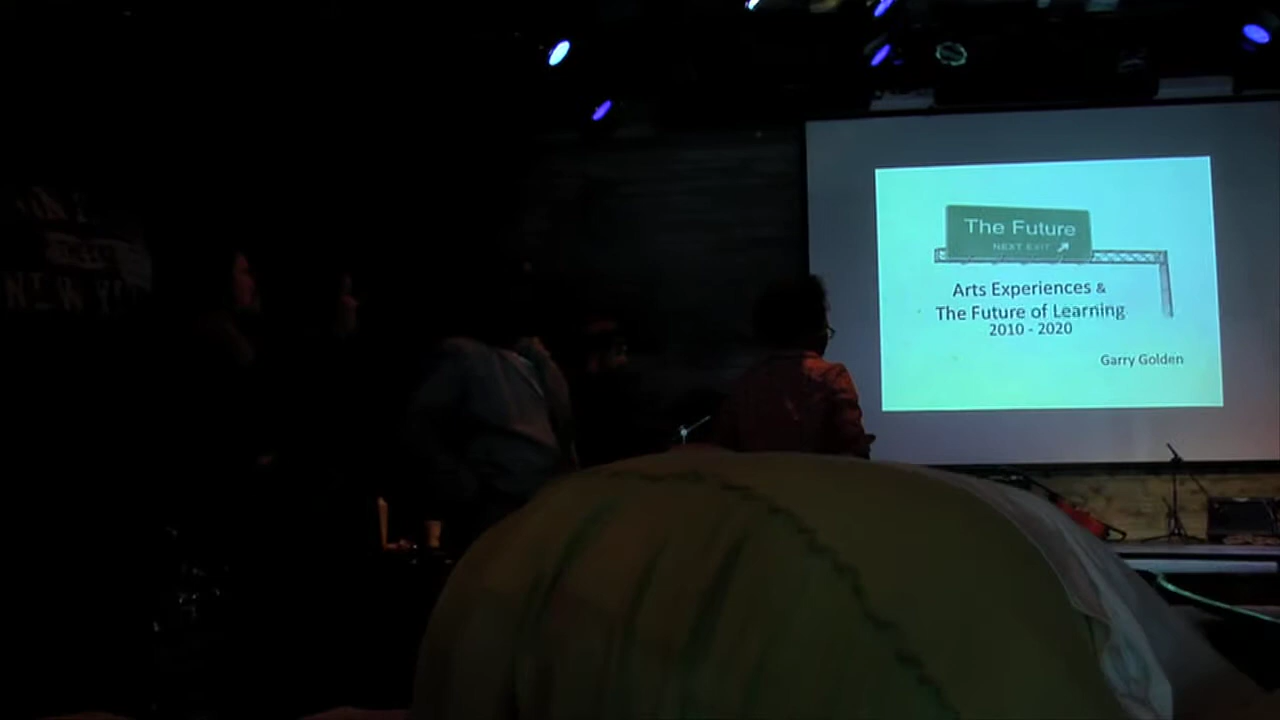 The Future
NEXT EXIT
Arts Experiences &
The Future of Learning
2010 - 2020
Garry Golden